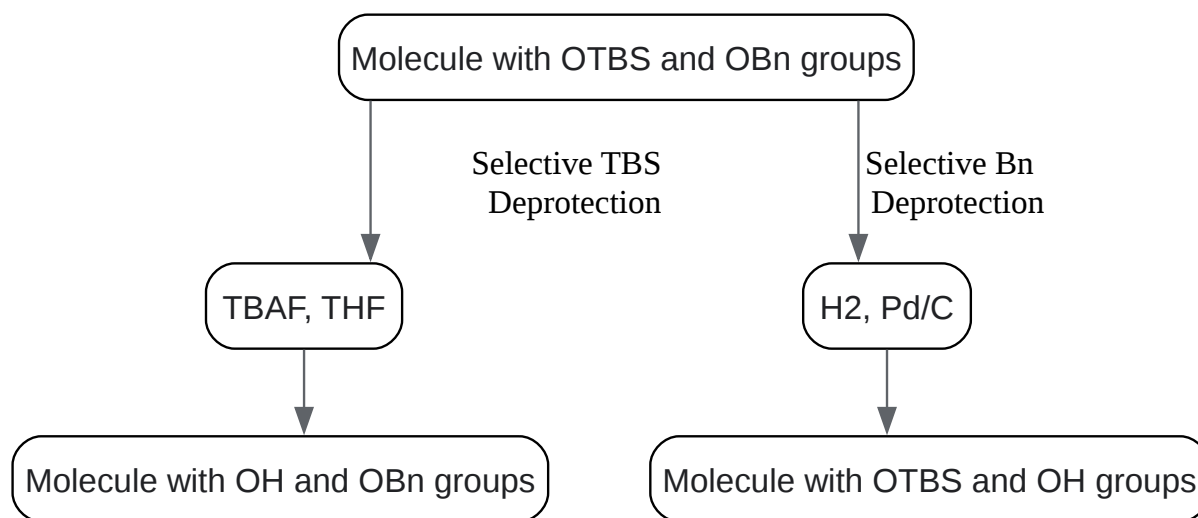 Molecule with OTBS and OBn groups
Selective TBS
Deprotection
Selective Bn
Deprotection
TBAF, THF
H2, Pd/C
Molecule with OH and OBn groups
Molecule with OTBS and OH groups